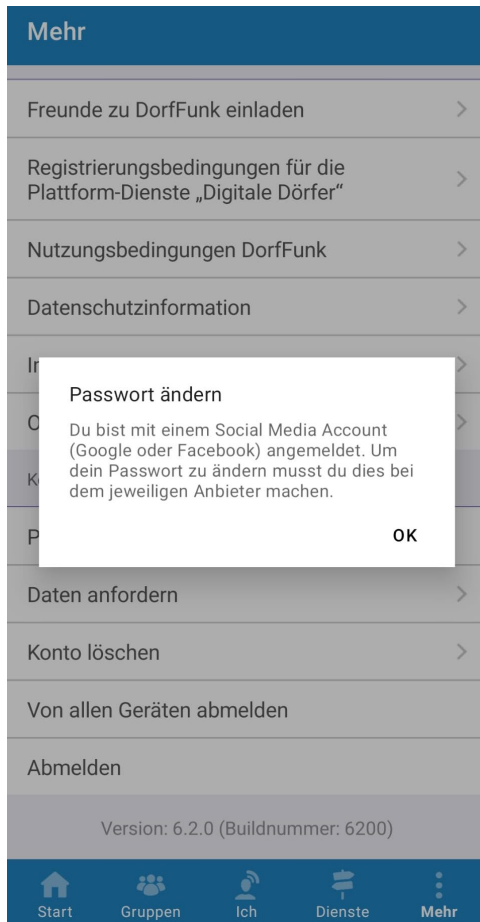 Mehr
Freunde zu DorfFunk einladen
Registrierungsbedingungen für die
Plattform-Dienste „Digitale Dörfer“
Nutzungsbedingungen DorfFunk
Datenschutzinformation
Passwort ändern
Du bist mit einem Social Media Account
(Google oder Facebook) angemeldet. Um
dein Passwort zu ändern musst du dies bei
dem jeweiligen Anbieter machen.
OK
Daten anfordern
Konto löschen
Von allen Geräten abmelden
Abmelden
Version: 6.2.0 (Buildnummer: 6200)
Start Gruppen Ich Dienste Mehr